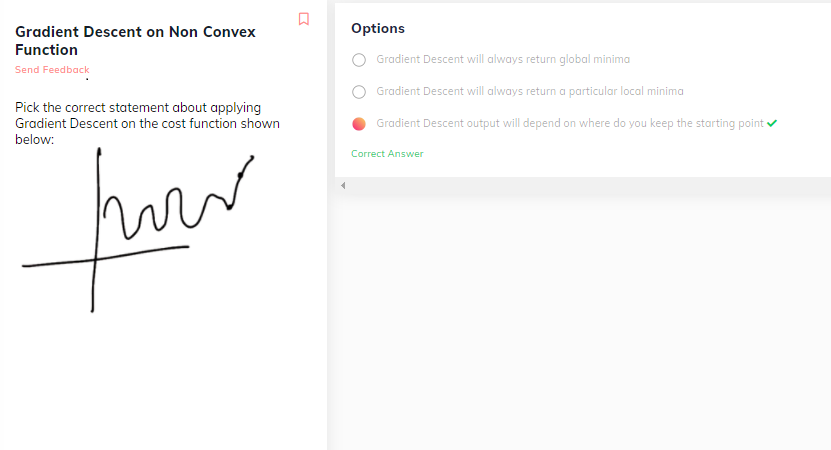 Gradient Descent on Non Convex
Function
Send Feedback
Pick the correct statement about applying
Gradient Descent on the cost function shown
below:
Options
Gradient Descent will always return global minima
Gradient Descent will always return a particular local minima
Gradient Descent output will depend on where do you keep the starting point
Correct Answer